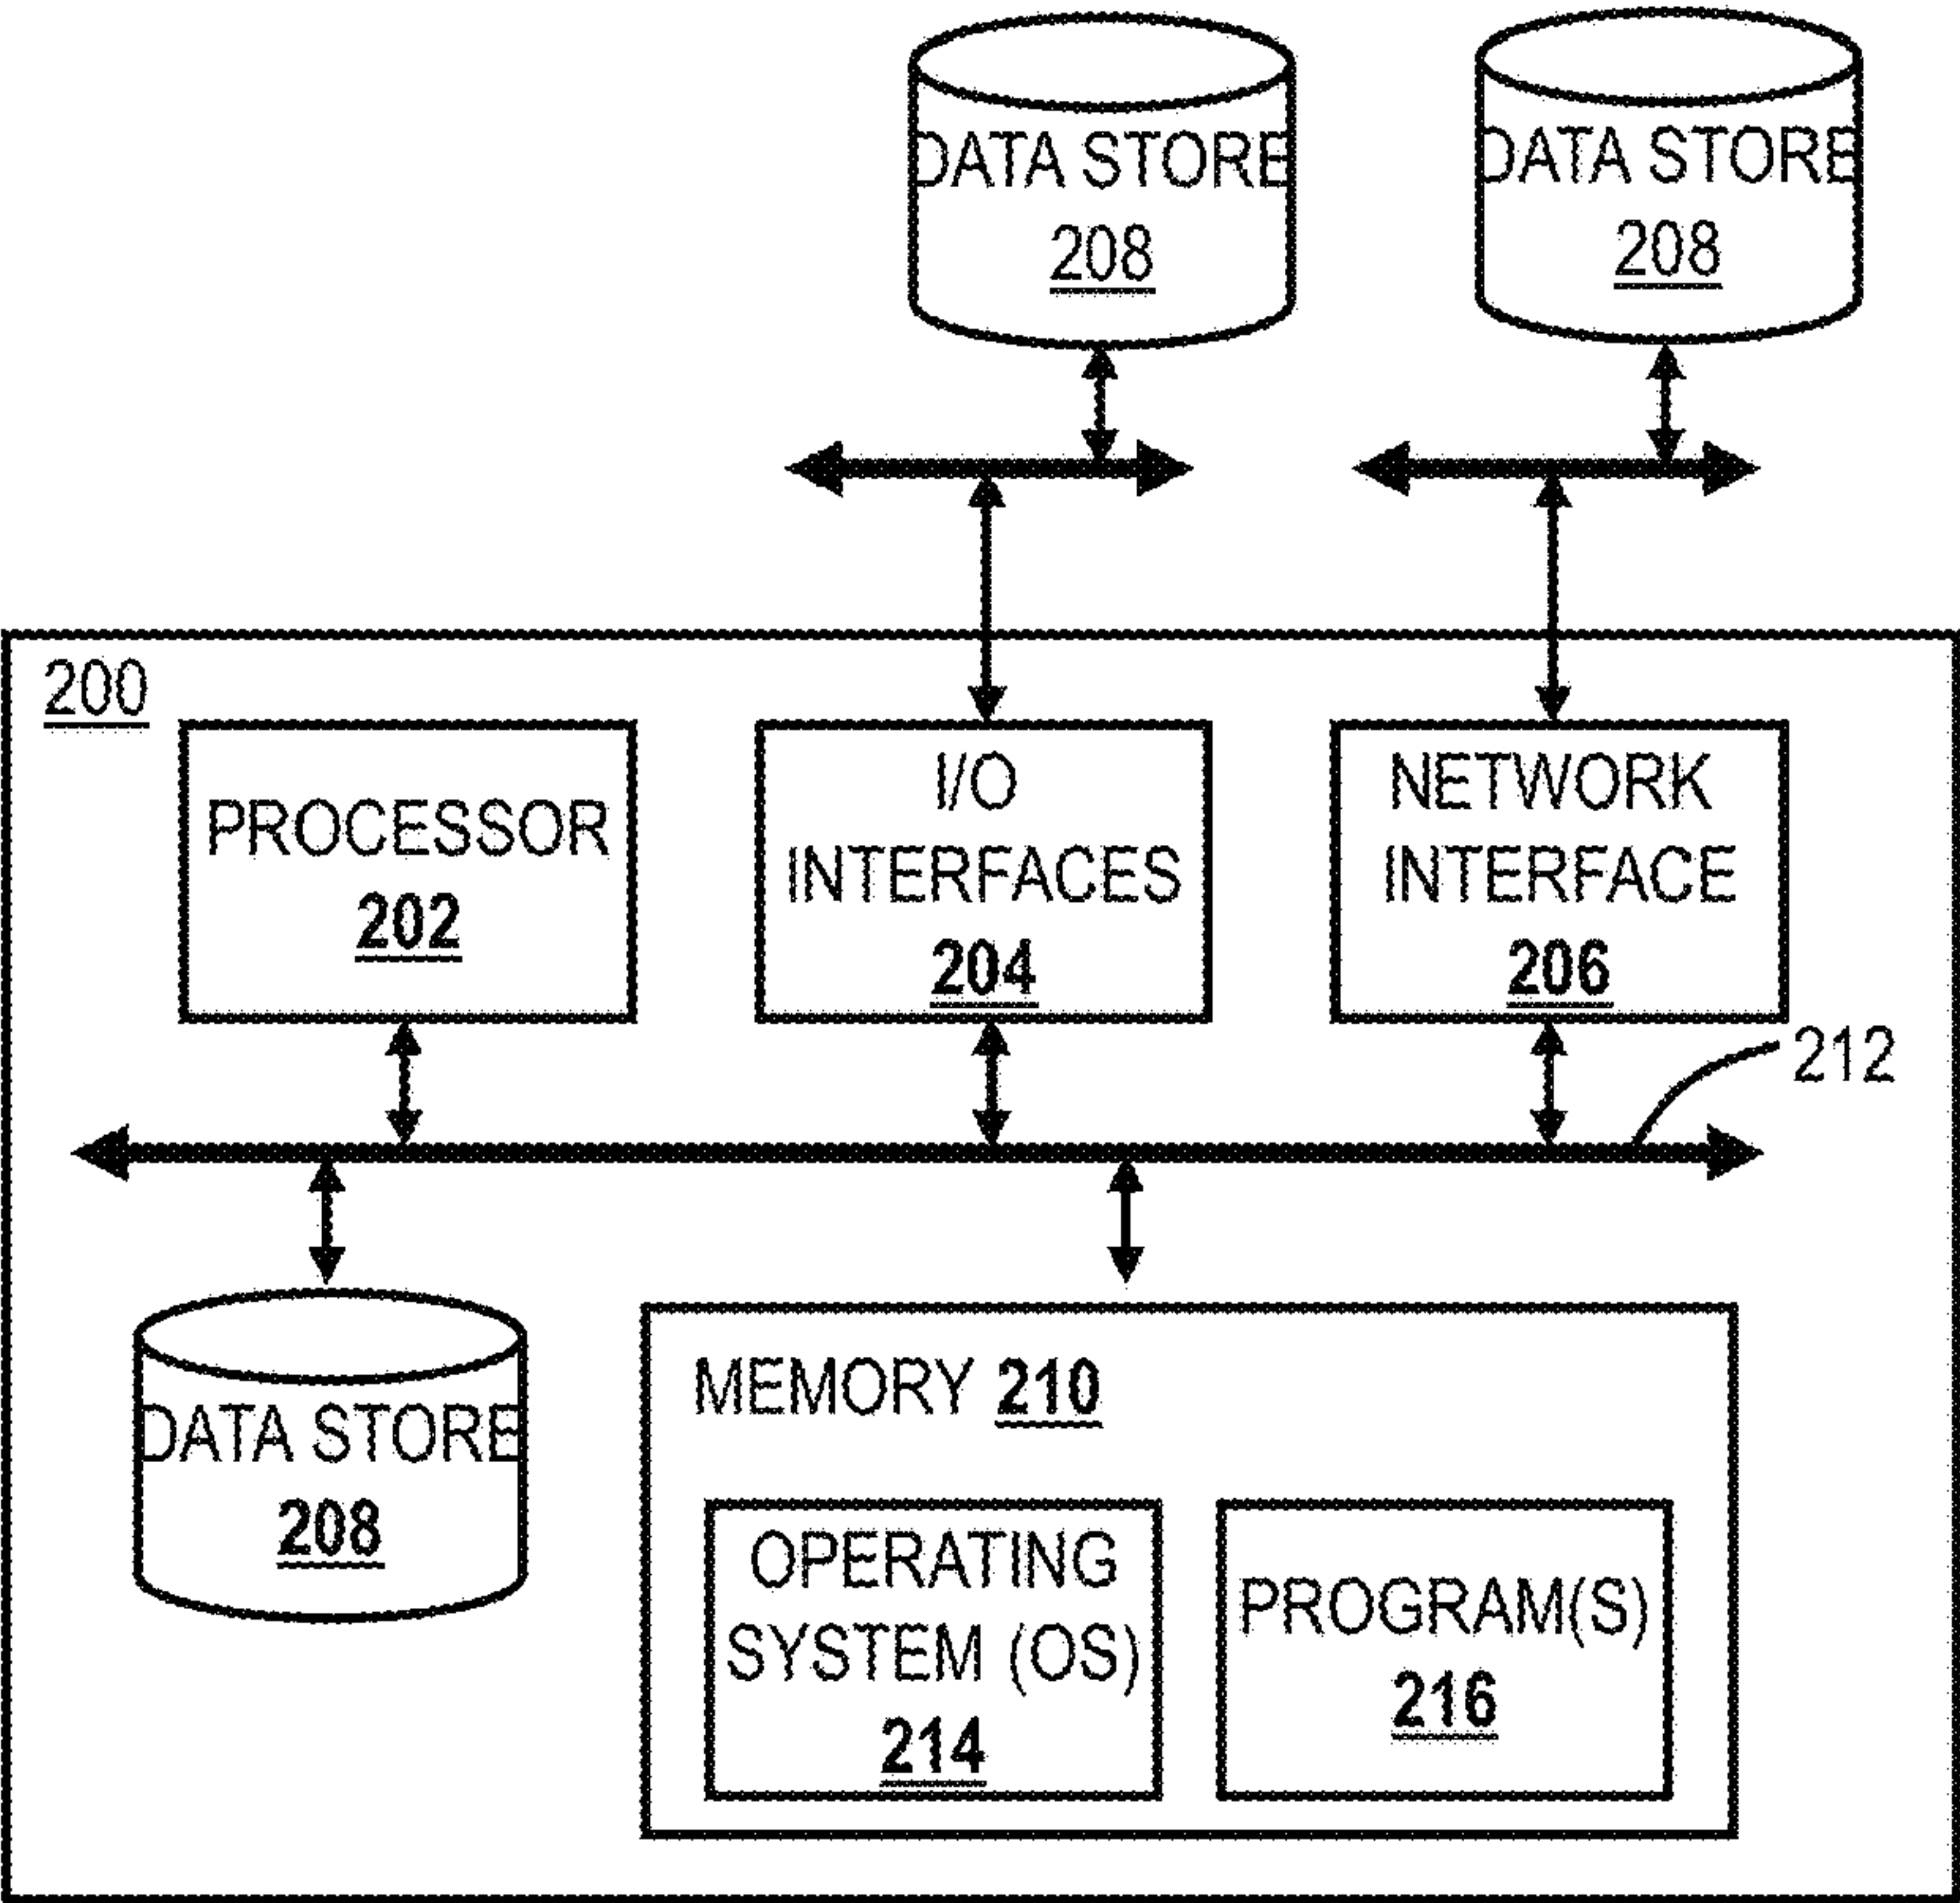 DATA STORE
208
DATA STORE
208
200
PROCESSOR
202
I/O
INTERFACES
204
NETWORK
INTERFACE
206
212
DATA STORE
208
MEMORY 210
OPERATING
SYSTEM (OS)
214
PROGRAM(S)
216